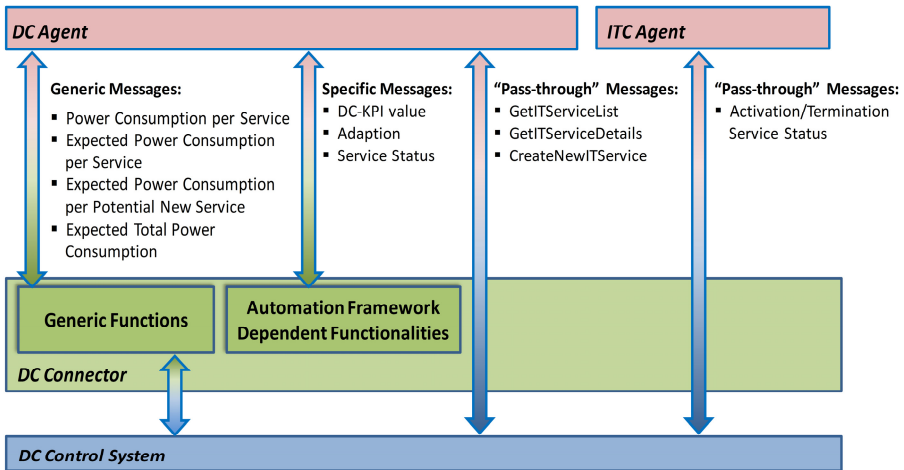 DC Agent
ITC Agent
Generic Messages:
▪ Power Consumption per Service
▪ Expected Power Consumption
per Service
▪ Expected Power Consumption
per Potential New Service
▪ Expected Total Power
Consumption
Specific Messages:
▪ DC-KPI value
▪ Adaption
▪ Service Status
“Pass-through” Messages:
▪ GetITServiceList
▪ GetITServiceDetails
▪ CreateNewITService
“Pass-through” Messages:
▪ Activation/Termination
Service Status
Generic Functions
Automation Framework
Dependent Functionalities
DC Connector
DC Control System